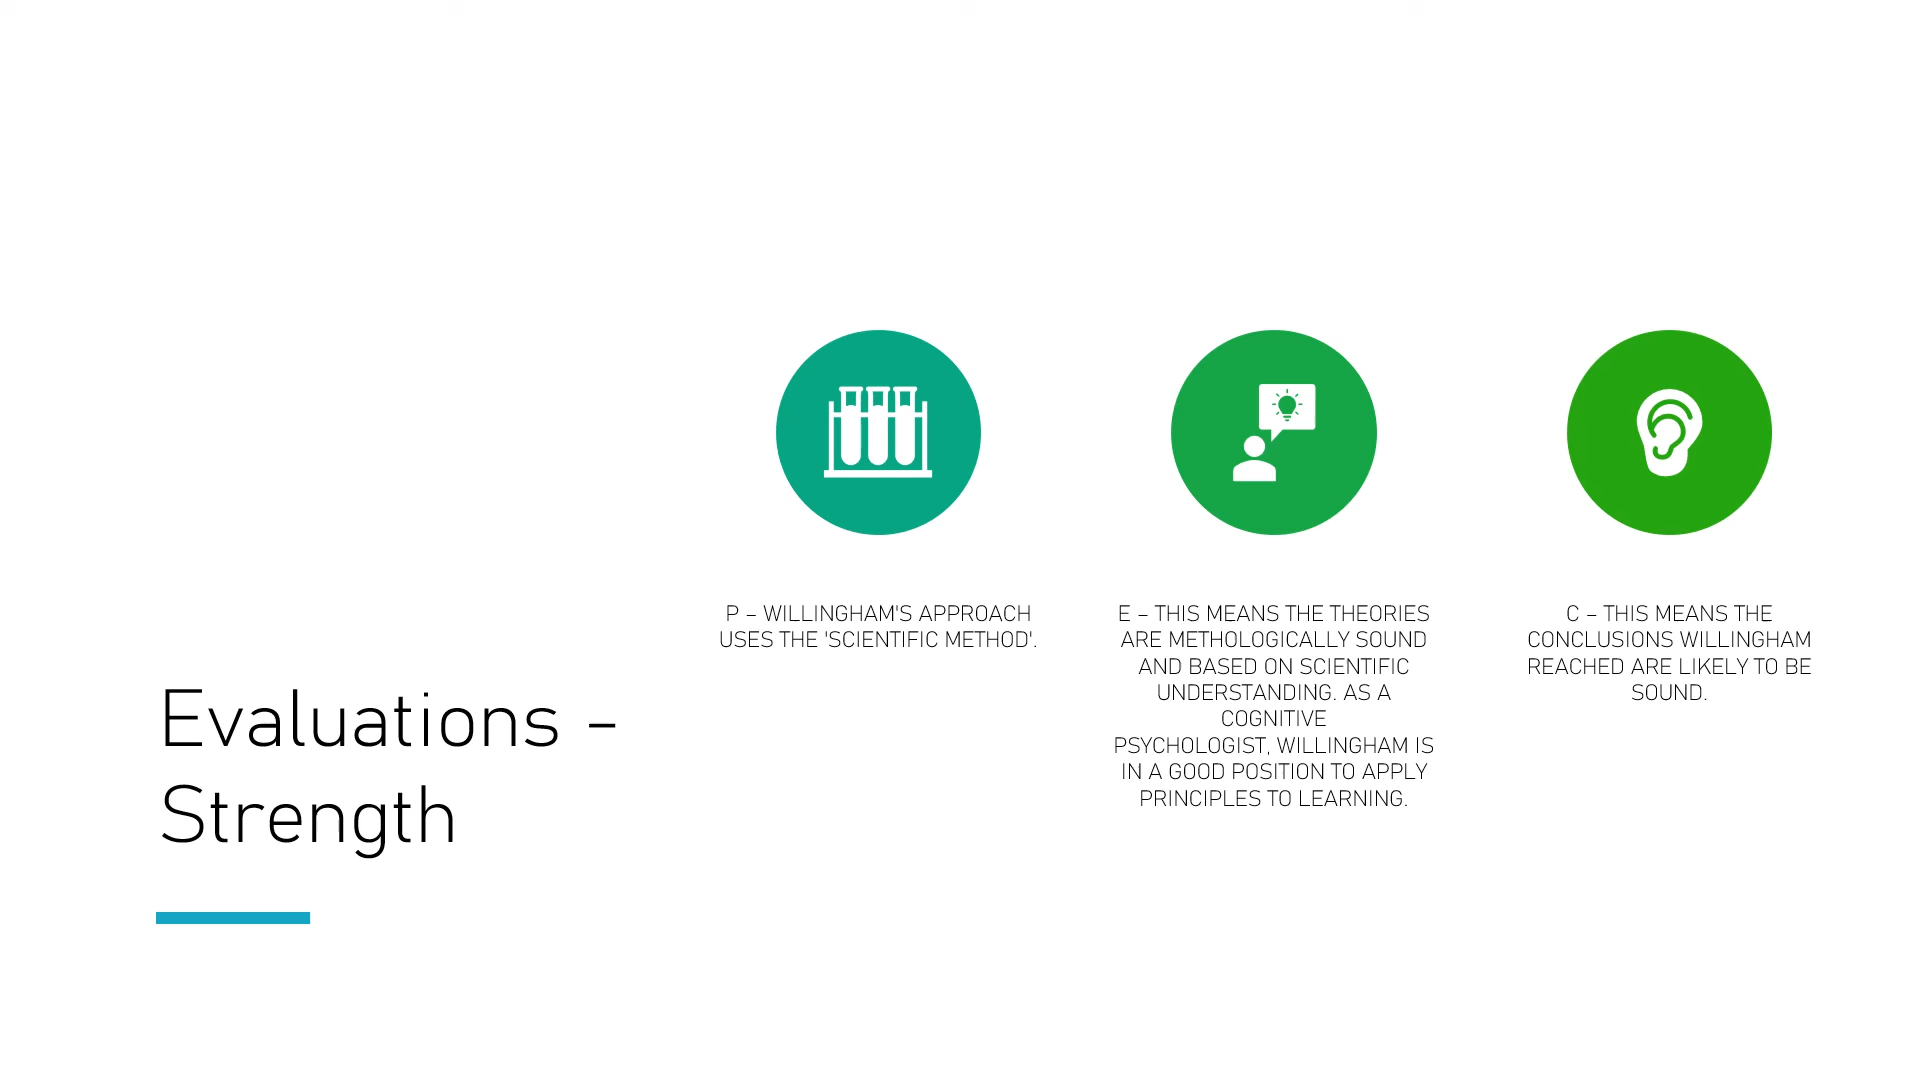 Evaluations –
Strength
P – WILLINGHAM'S APPROACH
USES THE 'SCIENTIFIC METHOD'.
E – THIS MEANS THE THEORIES
ARE METHOLOGICALLY SOUND
AND BASED ON SCIENTIFIC
UNDERSTANDING. AS A
COGNITIVE
PSYCHOLOGIST, WILLINGHAM IS
IN A GOOD POSITION TO APPLY
PRINCIPLES TO LEARNING.
C – THIS MEANS THE
CONCLUSIONS WILLINGHAM
REACHED ARE LIKELY TO BE
SOUND.